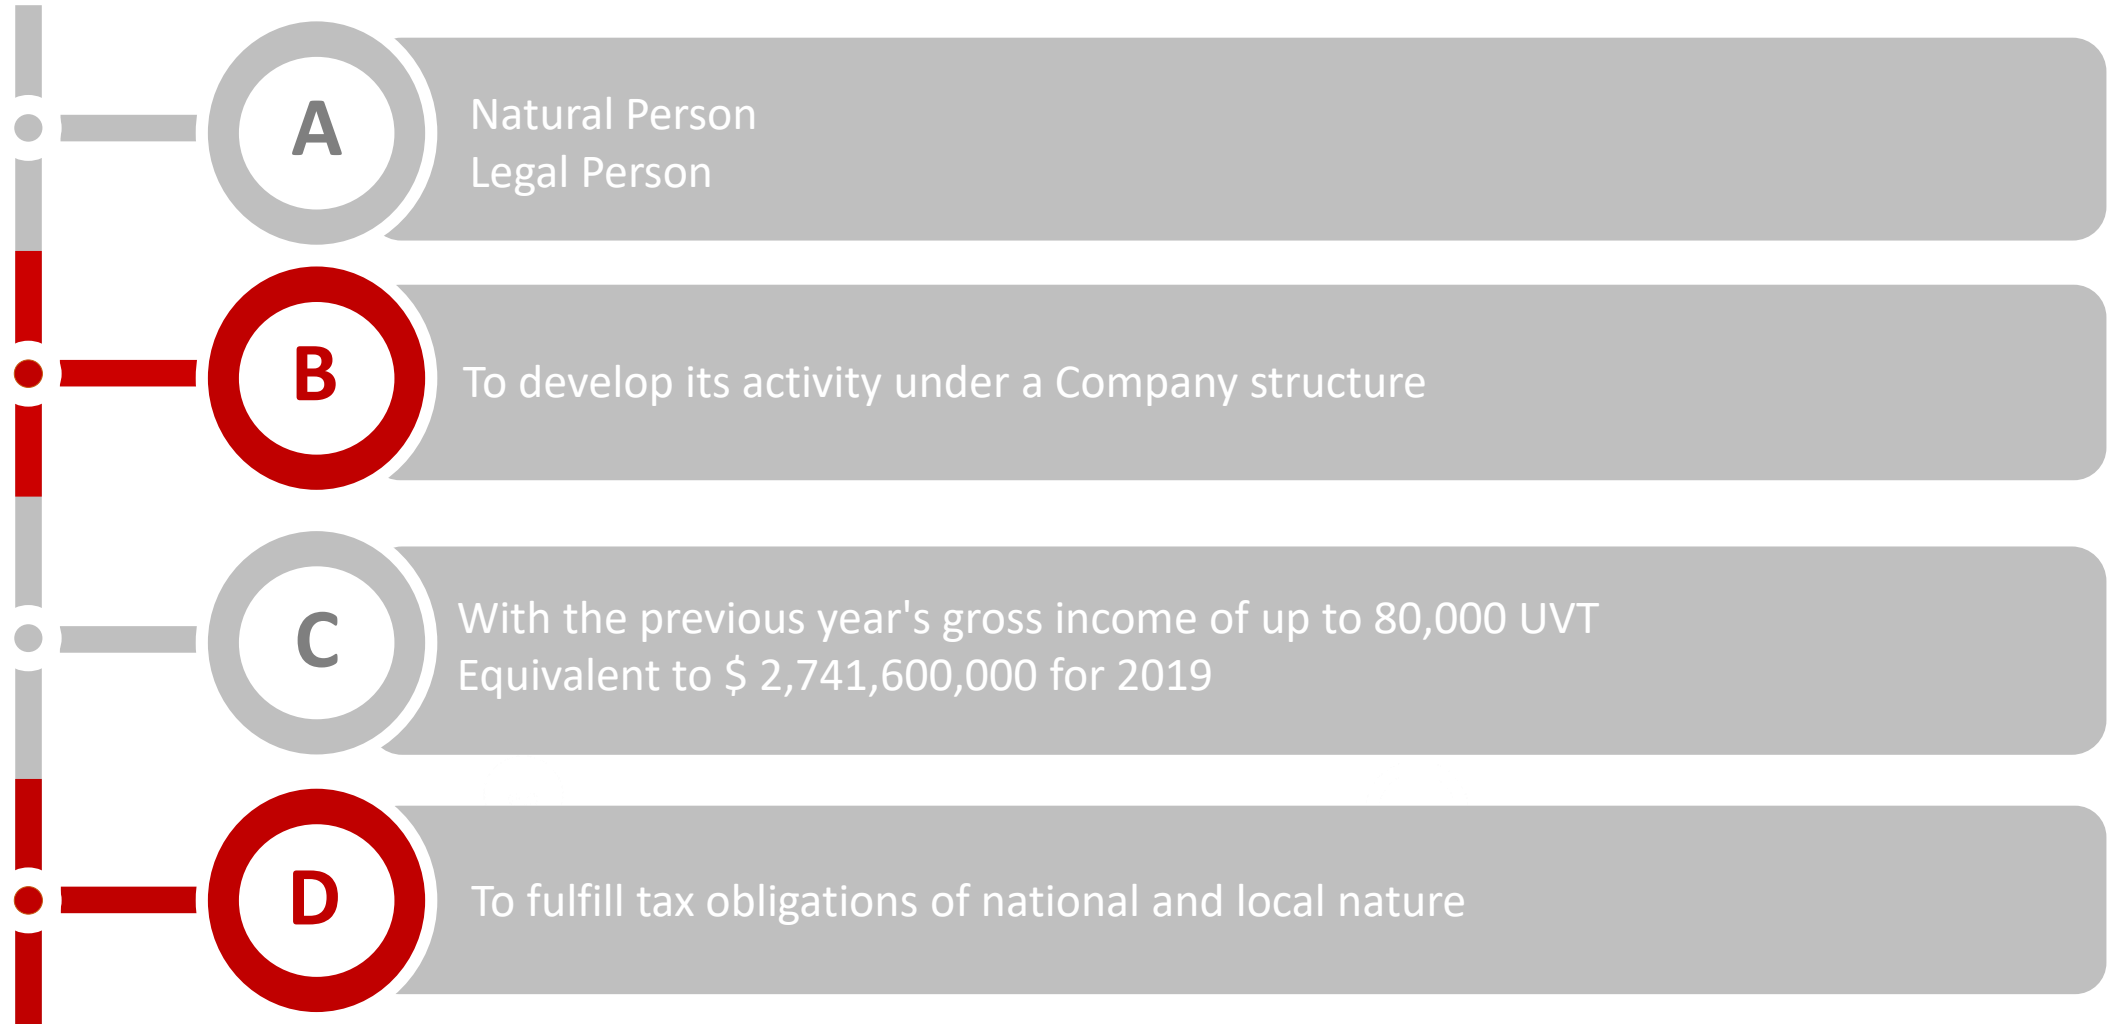 A
Natural Person
Legal Person
B
To develop its activity under a Company structure
C
With the previous year's gross income of up to 80,000 UVT
Equivalent to $ 2,741,600,000 for 2019
D
To fulfill tax obligations of national and local nature